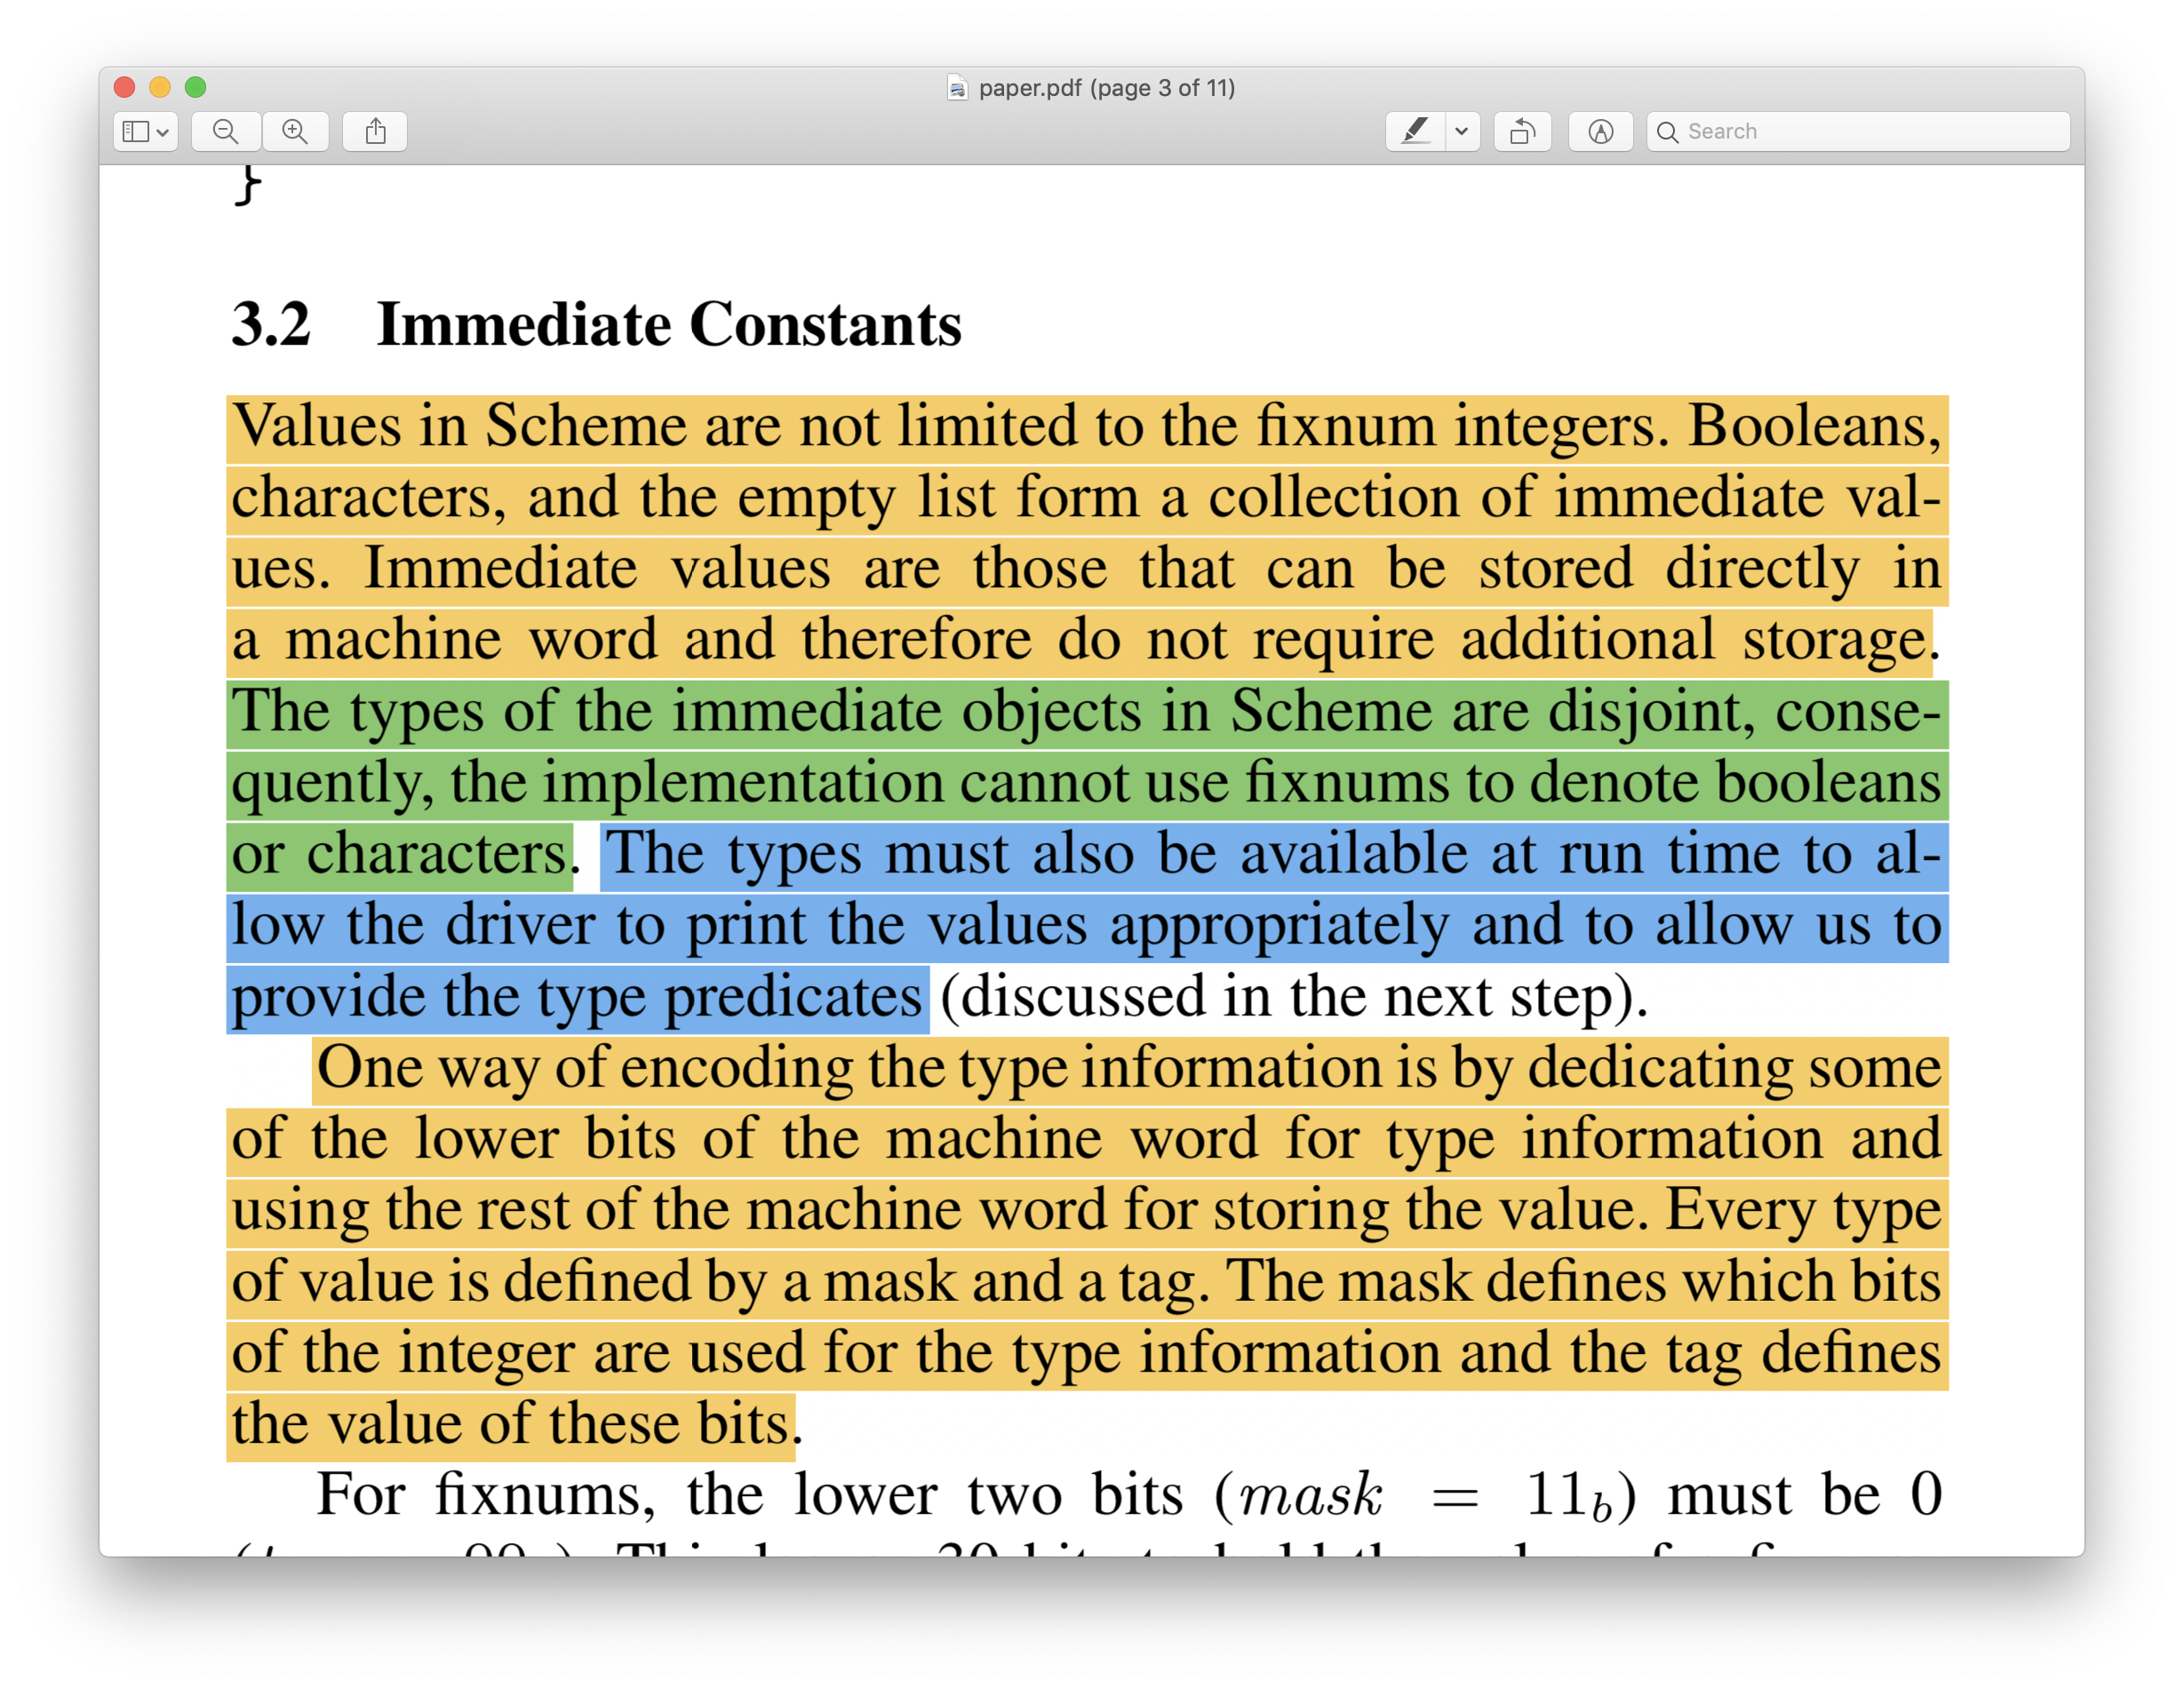 paper.pdf (page 3 of 11)
Search
}
3.2 Immediate Constants
Values in Scheme are not limited to the fixnum integers. Booleans,
characters, and the empty list form a collection of immediate val-
ues. Immediate values are those that can be stored directly in
a machine word and therefore do not require additional storage.
The types of the immediate objects in Scheme are disjoint, conse-
quently, the implementation cannot use fixnums to denote booleans
or characters. The types must also be available at run time to al-
low the driver to print the values appropriately and to allow us to
provide the type predicates (discussed in the next step).
One way of encoding the type information is by dedicating some
of the lower bits of the machine word for type information and
using the rest of the machine word for storing the value. Every type
of value is defined by a mask and a tag. The mask defines which bits
of the integer are used for the type information and the tag defines
the value of these bits.
For fixnums, the lower two bits (mask = 11b) must be 0